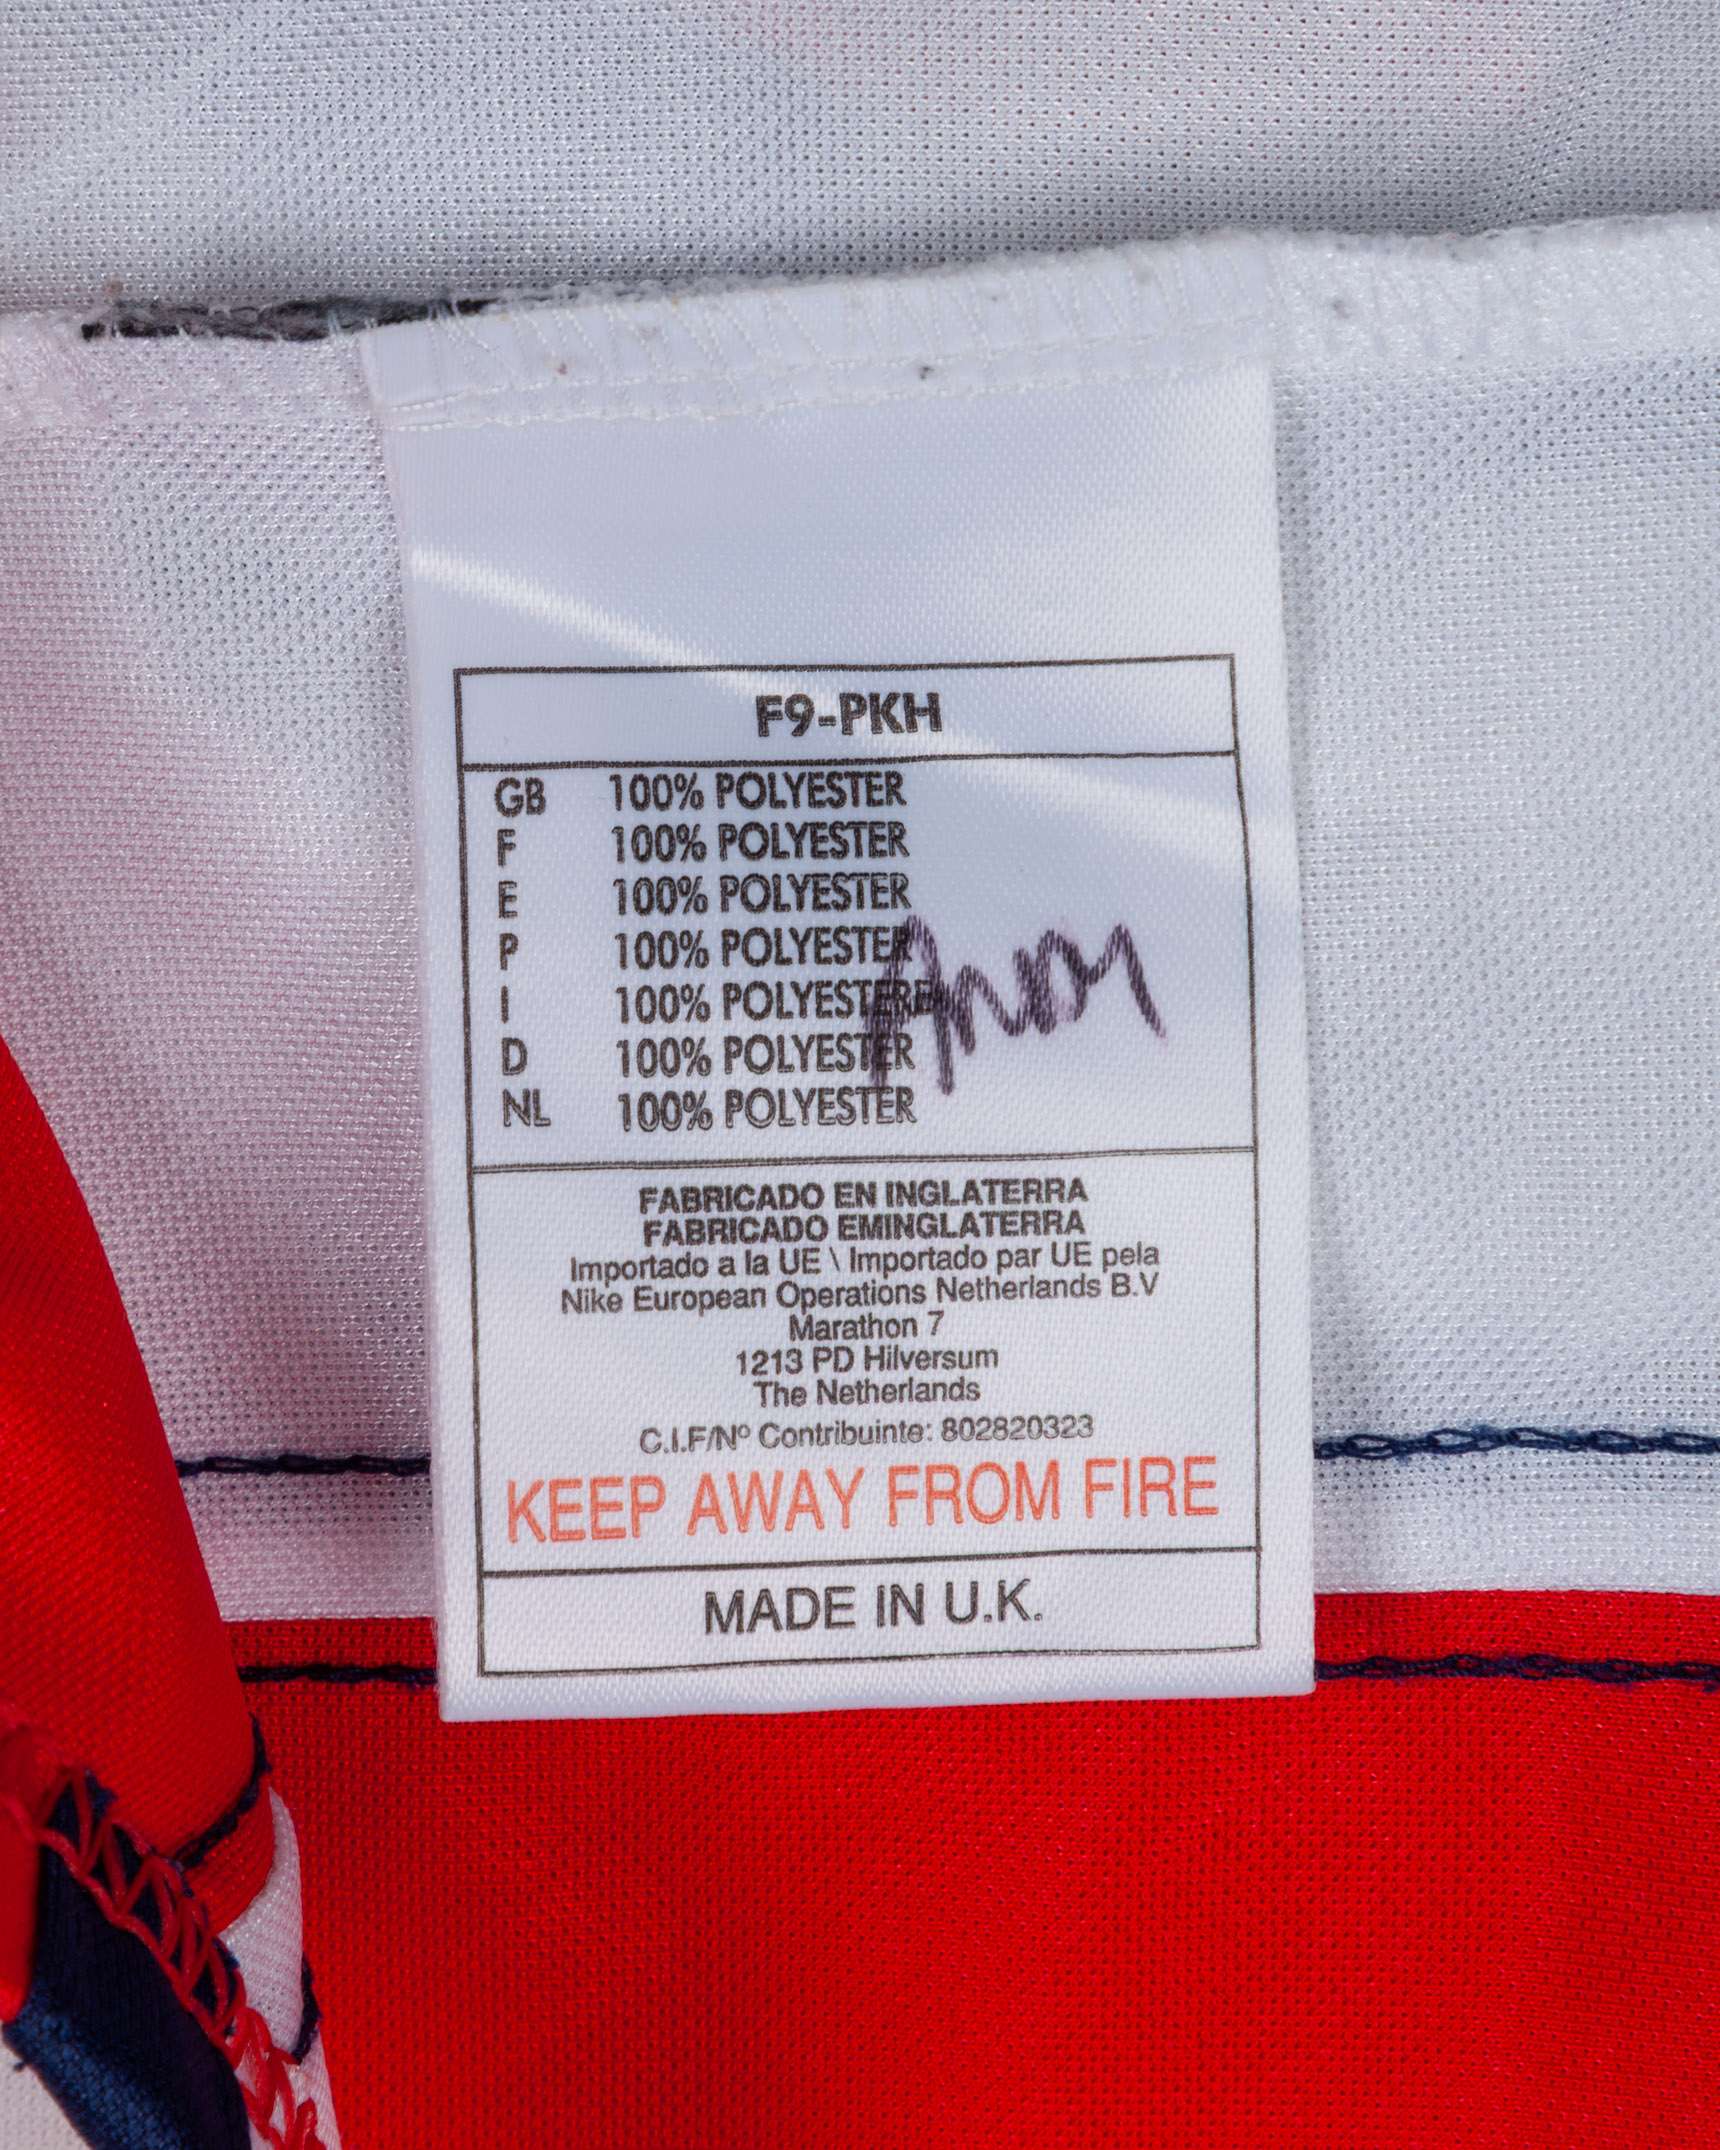 F9-PKH
GB 100% POLYESTER
F 100% POLYESTER
E 100% POLYESTER
P 100% POLYESTER
I 100% POLYESTERE
D 100% POLYESTER
NL 100% POLYESTER
FABRICADO EN INGLATERRA
FABRICADO EMINGLATERRA
Importado a la UE \ Importado par UE pela
Nike European Operations Netherlands B.V
Marathon 7
1213 PD Hilversum
The Netherlands
C.I.F/Nº Contribuinte: 802820323
KEEP AWAY FROM FIRE
MADE IN U.K.